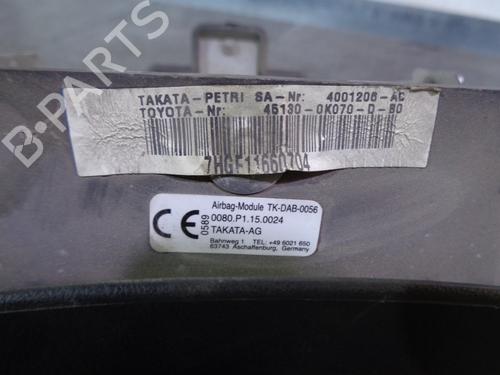 TAKATA-PETRI SA-Nr: 4001206-AC
TOYOTA-Nr: 45130-0K070-D-B0
7HGF11660704
CE 0589
Airbag-Module TK-DAB-0056
0080.P1.15.0024
TAKATA-AG
Bahnweg 1 TEL: +49 6021 650
63743 Aschaffenburg, Germany
B-PARTS